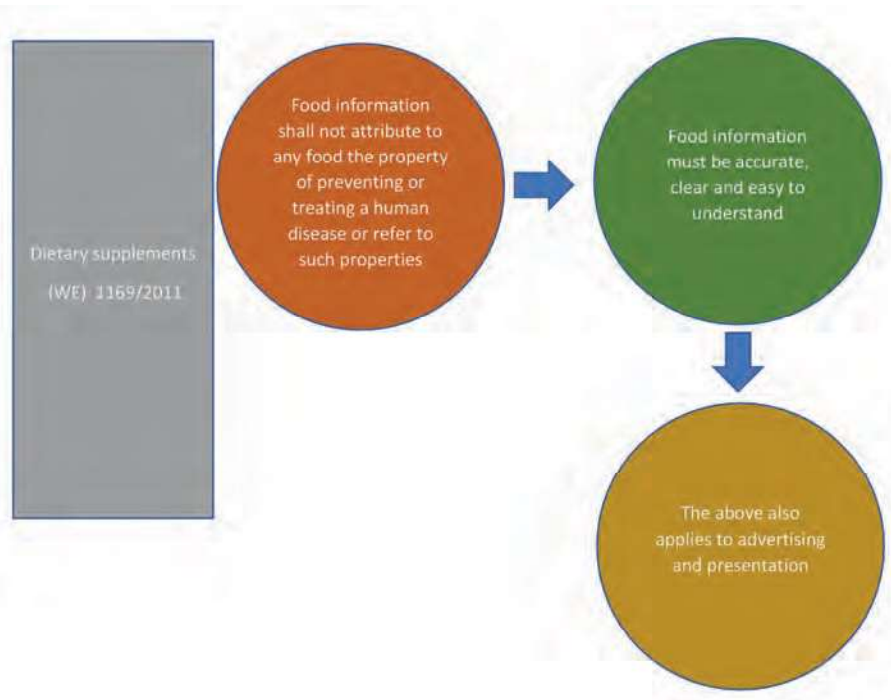 Dietary supplements
(WE) 1169/2011
Food information
shall not attribute to
any food the property
of preventing or
treating a human
disease or refer to
such properties
Food information
must be accurate,
clear and easy to
understand
The above also
applies to advertising
and presentation